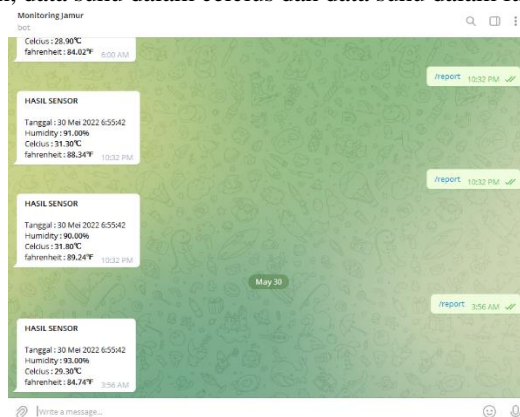 Monitoring Jamur
bot
Celcius : 28.90°C
fahrenheit : 84.02°F 6:00 AM
/report 10:32 PM
HASIL SENSOR
Tanggal : 30 Mei 2022 6:55:42
Humidity : 91.00%
Celcius : 31.30°C
fahrenheit : 88.34°F 10:32 PM
/report 10:32 PM
HASIL SENSOR
Tanggal : 30 Mei 2022 6:55:42
Humidity : 90.00%
Celcius : 31.80°C
fahrenheit : 89.24°F 10:32 PM
May 30
/report 3:56 AM
HASIL SENSOR
Tanggal : 30 Mei 2022 6:55:42
Humidity : 93.00%
Celcius : 29.30°C
fahrenheit : 84.74°F 3:56 AM
Write a message...